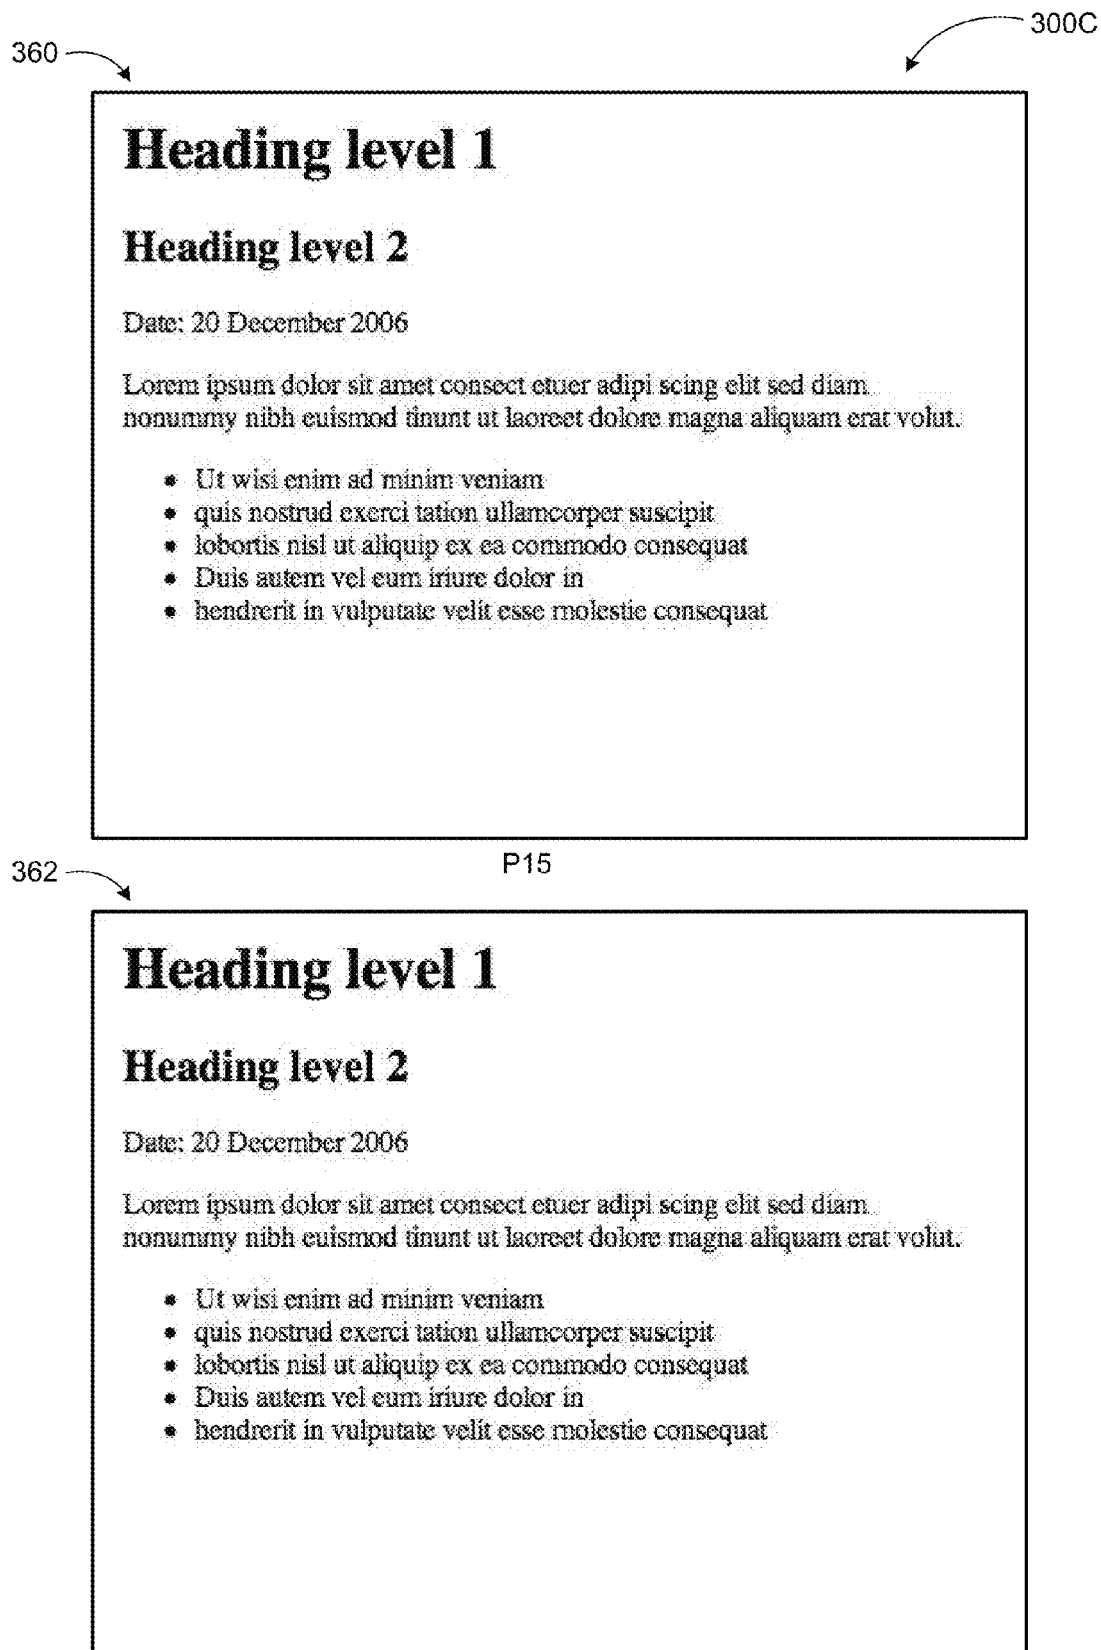 300C
360
Heading level 1
Heading level 2
Date: 20 December 2006
Lorem ipsum dolor sit amet consect etuer adipi scing elit sed diam
nonummy nibh euismod tinunt ut laoreet dolore magna aliquam erat volut.
• Ut wisi enim ad minim veniam
• quis nostrud exerci tation ullamcorper suscipit
• lobortis nisl ut aliquip ex ea commodo consequat
• Duis autem vel eum iriure dolor in
• hendrerit in vulputate velit esse molestie consequat
P15
362
Heading level 1
Heading level 2
Date: 20 December 2006
Lorem ipsum dolor sit amet consect etuer adipi scing elit sed diam
nonummy nibh euismod tinunt ut laoreet dolore magna aliquam erat volut.
• Ut wisi enim ad minim veniam
• quis nostrud exerci tation ullamcorper suscipit
• lobortis nisl ut aliquip ex ea commodo consequat
• Duis autem vel eum iriure dolor in
• hendrerit in vulputate velit esse molestie consequat